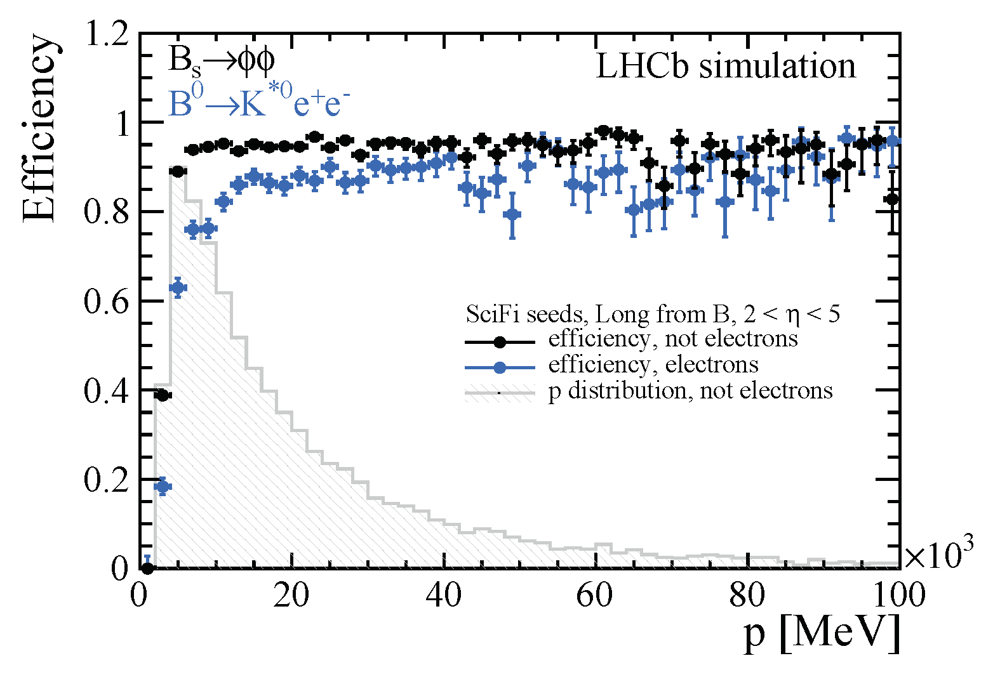 Efficiency
1.2
1
0.8
0.6
0.4
0.2
0
B_s→ϕϕ
B^0→K^*0e^+e^-
LHCb simulation
SciFi seeds, Long from B, 2 < η < 5
efficiency, not electrons
efficiency, electrons
p distribution, not electrons
×10^3
0 20 40 60 80 100
p [MeV]